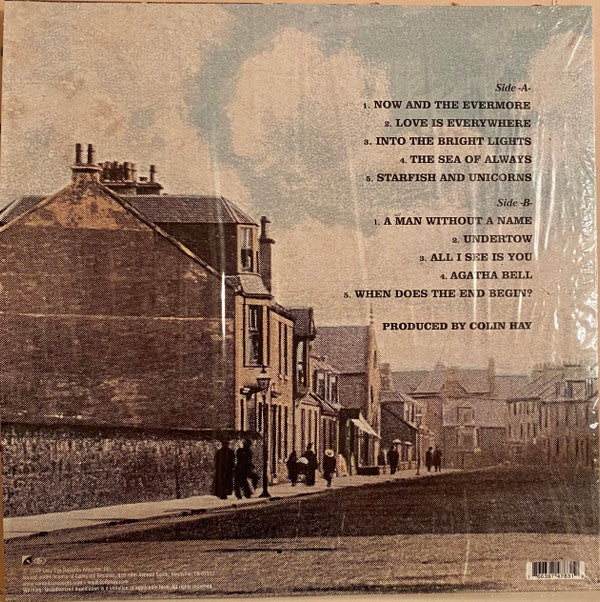 Side -A-
1. NOW AND THE EVERMORE
2. LOVE IS EVERYWHERE
3. INTO THE BRIGHT LIGHTS
4. THE SEA OF ALWAYS
5. STARFISH AND UNICORNS
Side -B-
1. A MAN WITHOUT A NAME
2. UNDERTOW
3. ALL I SEE IS YOU
4. AGATHA BELL
5. WHEN DOES THE END BEGIN?
PRODUCED BY COLIN HAY